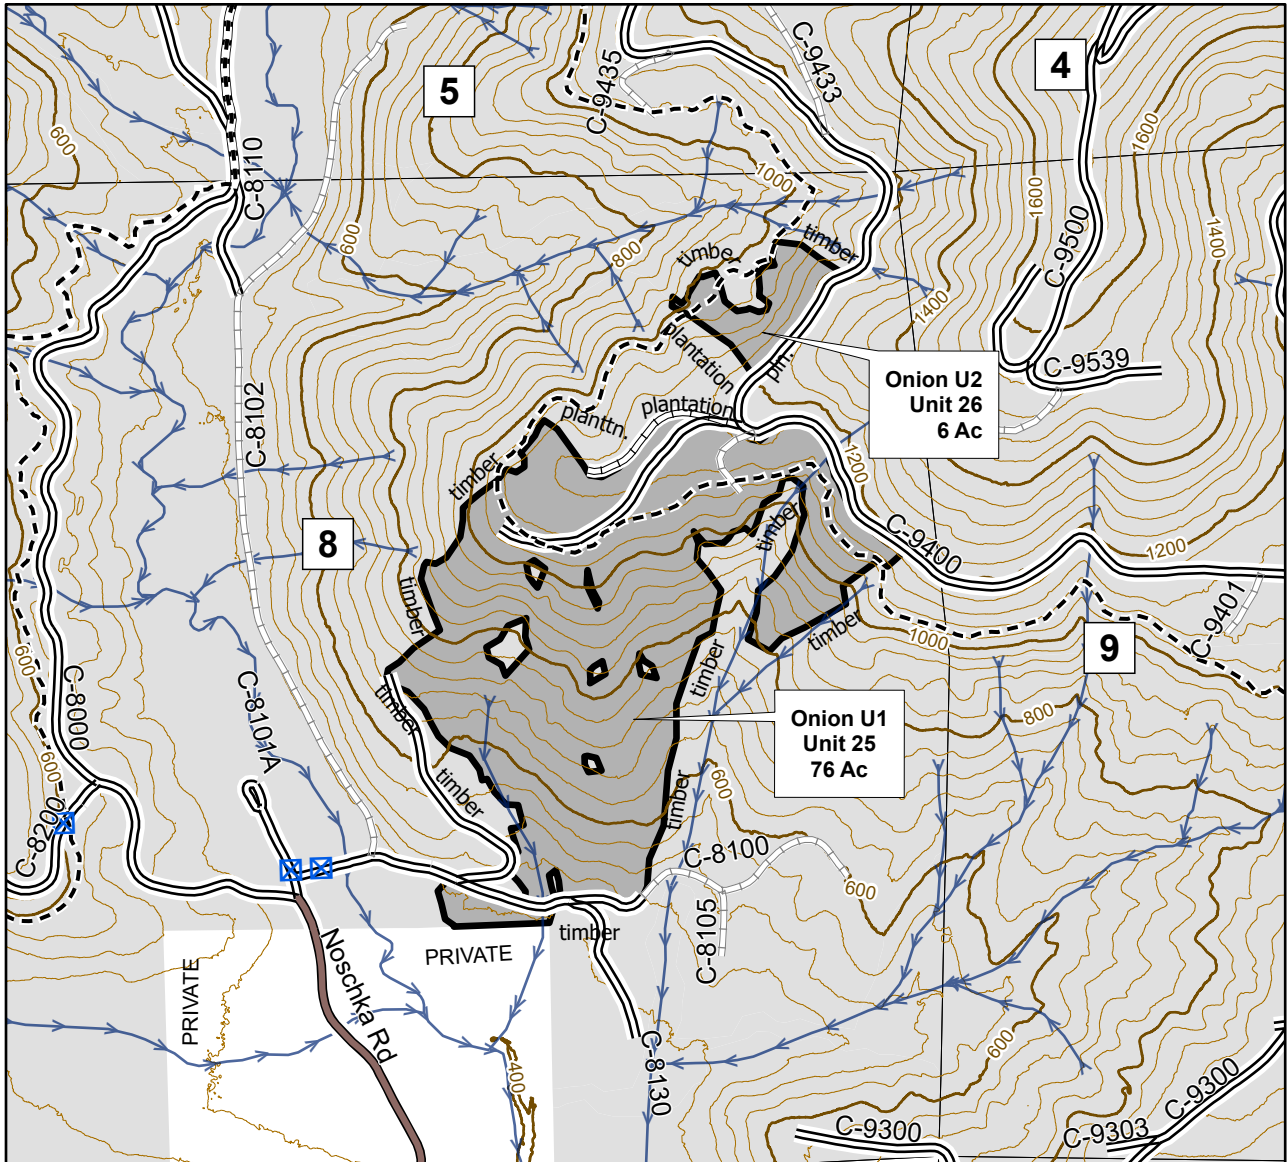 5
4
C-9435
C-9433
600
C-8110
1000
1600
1600
C-9500
1400
600
800
timber
timber
1400
plantation
pln.
C-9539
Onion U2
Unit 26
6 Ac
C-8102
planttn.
plantation
timber
1200
8
timber
C-9400
1200
C-9401
timber
1000
timber
9
600
C-8000
C-8101A
timber
timber
Onion U1
Unit 25
76 Ac
800
600
timber
600
timber
C-8200
C-8100
600
C-8105
timber
PRIVATE
PRIVATE
Noschka Rd
400
C-8130
600
C-9300
C-9300
C-9303